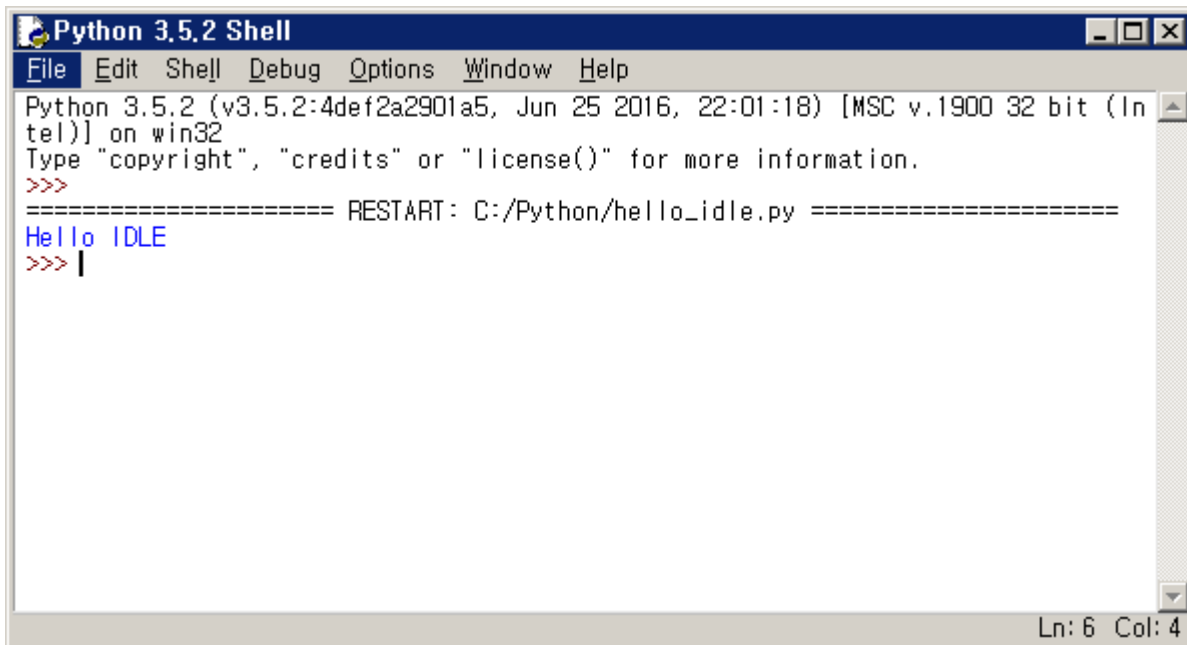 Python 3.5.2 Shell
File Edit Shell Debug Options Window Help
Python 3.5.2 (v3.5.2:4def2a2901a5, Jun 25 2016, 22:01:18) [MSC v.1900 32 bit (In
tel)] on win32
Type "copyright", "credits" or "license()" for more information.
>>>
====================== RESTART: C:/Python/hello_idle.py ======================
Hello IDLE
>>>
Ln: 6 Col: 4